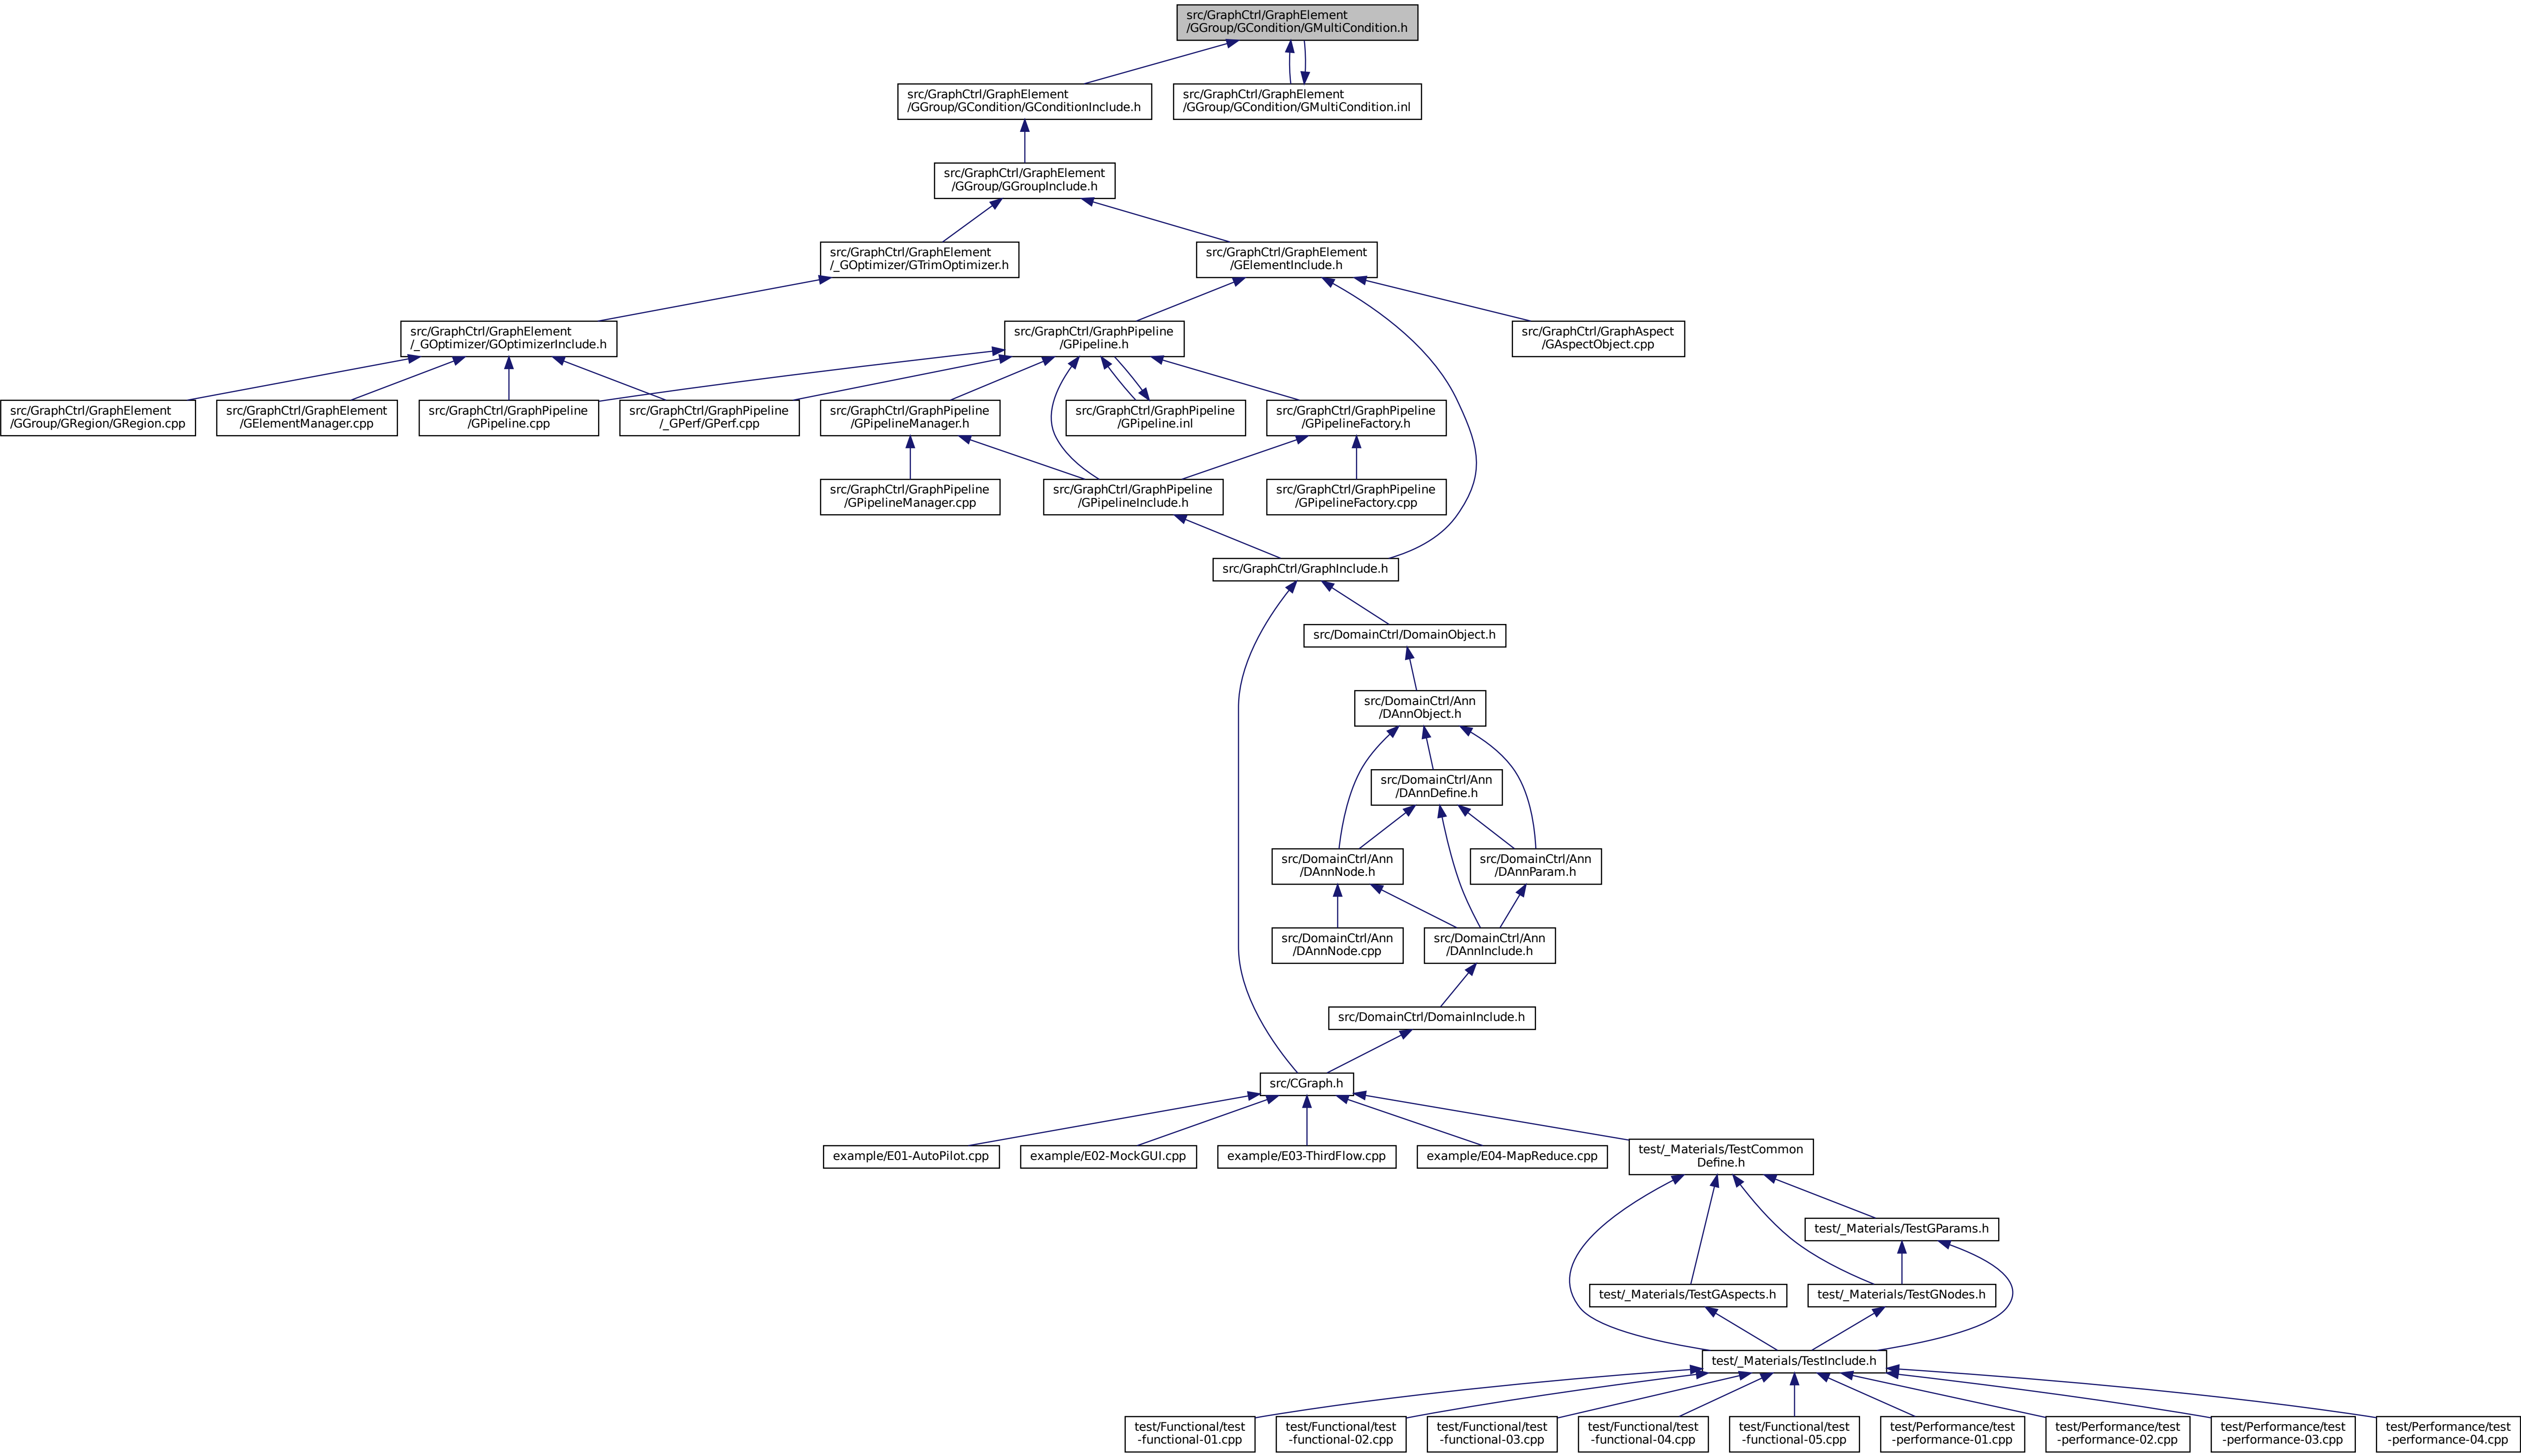 src/GraphCtrl/GraphElement
/GGroup/GCondition/GMultiCondition.h
src/GraphCtrl/GraphElement
/GGroup/GCondition/GConditionInclude.h
src/GraphCtrl/GraphElement
/GGroup/GCondition/GMultiCondition.inl
src/GraphCtrl/GraphElement
/GGroup/GGroupInclude.h
src/GraphCtrl/GraphElement
/_GOptimizer/GTrimOptimizer.h
src/GraphCtrl/GraphElement
/GElementInclude.h
src/GraphCtrl/GraphElement
/_GOptimizer/GOptimizerInclude.h
src/GraphCtrl/GraphPipeline
/GPipeline.h
src/GraphCtrl/GraphAspect
/GAspectObject.cpp
src/GraphCtrl/GraphElement
/GGroup/GRegion/GRegion.cpp
src/GraphCtrl/GraphElement
/GElementManager.cpp
src/GraphCtrl/GraphPipeline
/GPipeline.cpp
src/GraphCtrl/GraphPipeline
/_GPerf/GPerf.cpp
src/GraphCtrl/GraphPipeline
/GPipelineManager.h
src/GraphCtrl/GraphPipeline
/GPipeline.inl
src/GraphCtrl/GraphPipeline
/GPipelineFactory.h
src/GraphCtrl/GraphPipeline
/GPipelineManager.cpp
src/GraphCtrl/GraphPipeline
/GPipelineInclude.h
src/GraphCtrl/GraphPipeline
/GPipelineFactory.cpp
src/GraphCtrl/GraphInclude.h
src/DomainCtrl/DomainObject.h
src/DomainCtrl/Ann
/DAnnObject.h
src/DomainCtrl/Ann
/DAnnDefine.h
src/DomainCtrl/Ann
/DAnnNode.h
src/DomainCtrl/Ann
/DAnnParam.h
src/DomainCtrl/Ann
/DAnnNode.cpp
src/DomainCtrl/Ann
/DAnnInclude.h
src/DomainCtrl/DomainInclude.h
src/CGraph.h
example/E01-AutoPilot.cpp
example/E02-MockGUI.cpp
example/E03-ThirdFlow.cpp
example/E04-MapReduce.cpp
test/_Materials/TestCommon
Define.h
test/_Materials/TestGParams.h
test/_Materials/TestGAspects.h
test/_Materials/TestGNodes.h
test/_Materials/TestInclude.h
test/Functional/test
-functional-01.cpp
test/Functional/test
-functional-02.cpp
test/Functional/test
-functional-03.cpp
test/Functional/test
-functional-04.cpp
test/Functional/test
-functional-05.cpp
test/Performance/test
-performance-01.cpp
test/Performance/test
-performance-02.cpp
test/Performance/test
-performance-03.cpp
test/Performance/test
-performance-04.cpp